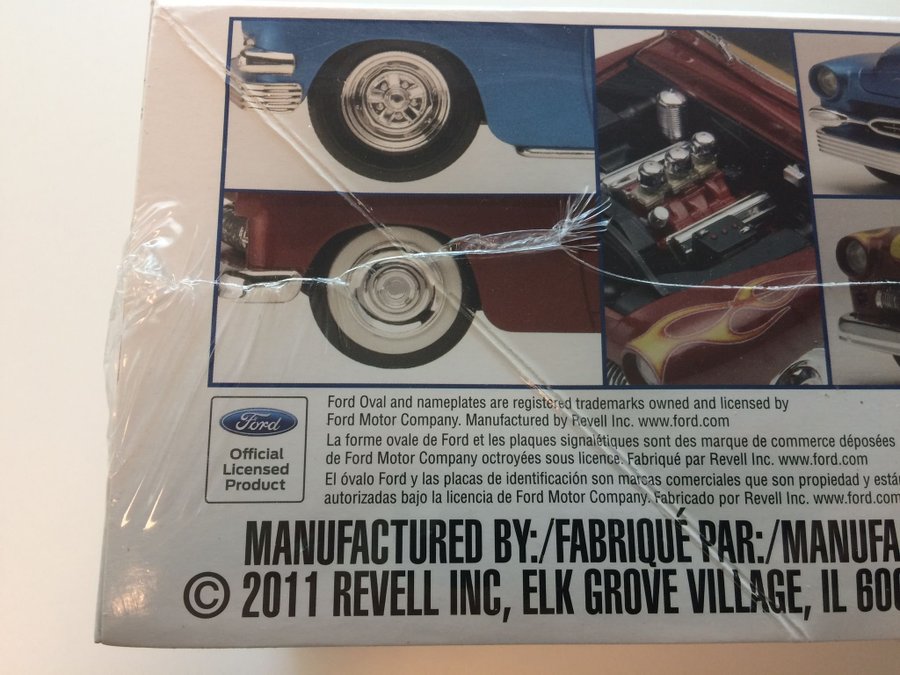 Ford
Official
Licensed
Product
Ford Oval and nameplates are registered trademarks owned and licensed by
Ford Motor Company. Manufactured by Revell Inc. www.ford.com
La forme ovale de Ford et les plaques signalétiques sont des marque de commerce déposées
de Ford Motor Company octroyées sous licence. Fabriqué par Revell Inc. www.ford.com
El óvalo Ford y las placas de identificación son marcas comerciales que son propiedad y está
autorizadas bajo la licencia de Ford Motor Company. Fabricado por Revell Inc. www.ford.com
MANUFACTURED BY:/FABRIQUÉ PAR:/MANUFA
© 2011 REVELL INC, ELK GROVE VILLAGE, IL 600